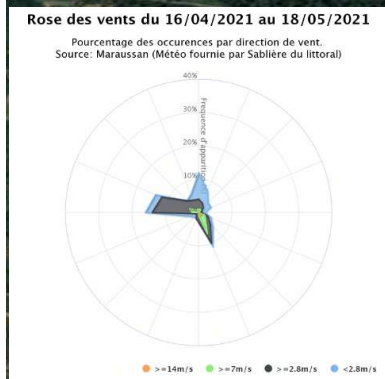 Rose des vents du 16/04/2021 au 18/05/2021
Pourcentage des occurences par direction de vent.
Source: Maraussan (Météo fournie par Sablière du littoral)
40%
30%
20%
10%
Frequence d'apparition
>=14m/s >=7m/s >=2.8m/s <2.8m/s